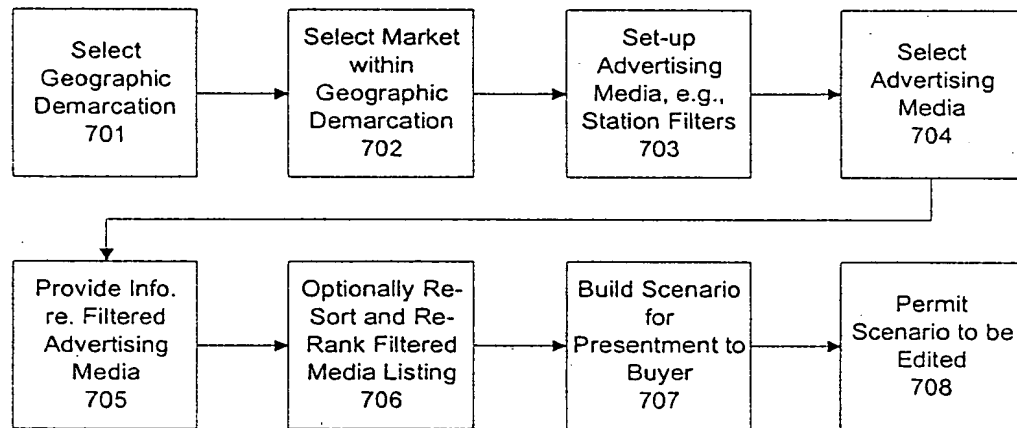 Select
Geographic
Demarcation
701
Select Market
within
Geographic
Demarcation
702
Set-up
Advertising
Media, e.g.,
Station Filters
703
Select
Advertising
Media
704
Provide Info.
re. Filtered
Advertising
Media
705
Optionally Re-
Sort and Re-
Rank Filtered
Media Listing
706
Build Scenario
for
Presentment to
Buyer
707
Permit
Scenario to be
Edited
708